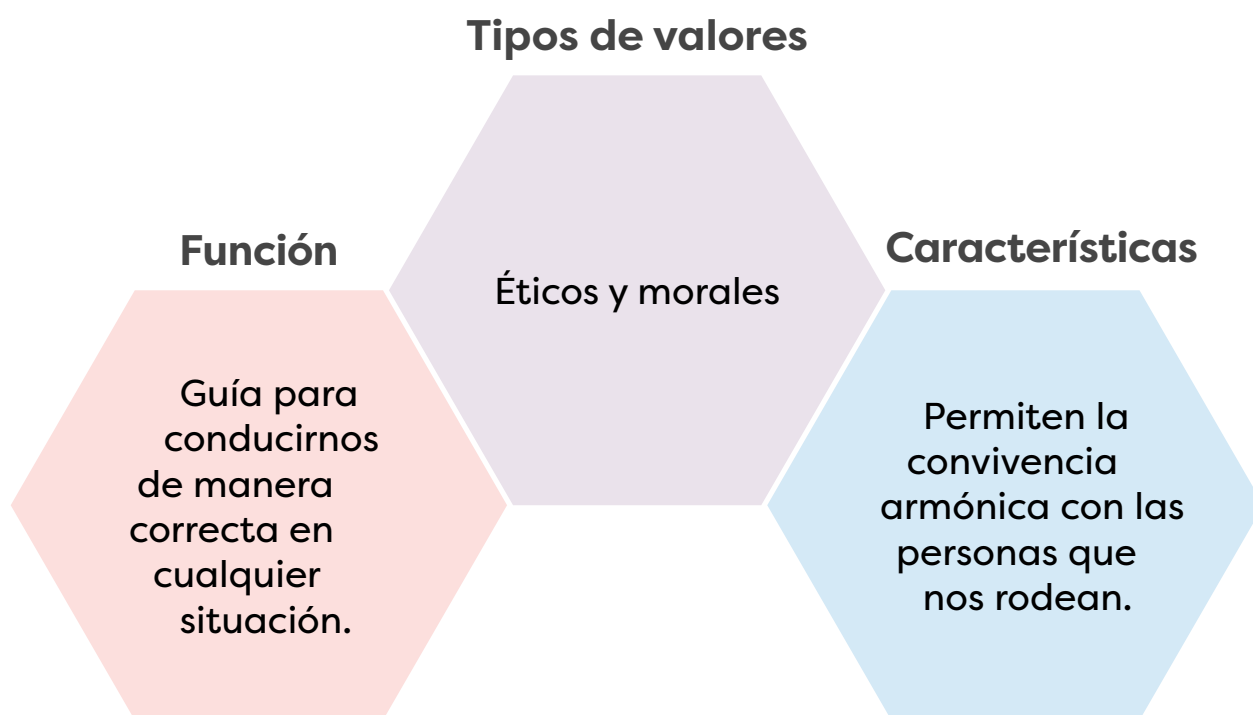 Tipos de valores
Éticos y morales
Función
Guía para
conducirnos
de manera
correcta en
cualquier
situación.
Características
Permiten la
convivencia
armónica con las
personas que
nos rodean.